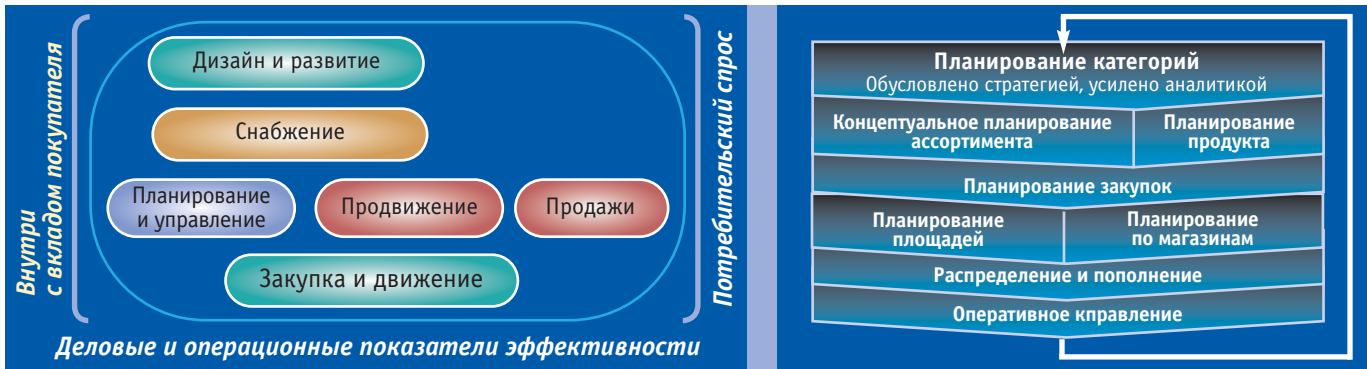 Внутри
с вкладом покупателя
Дизайн и развитие
Снабжение
Планирование
и управление
Продвижение
Продажи
Закупка и движение
Потребительский спрос
Деловые и операционные показатели эффективности
Планирование категорий
Обусловлено стратегией, усилено аналитикой
Концептуальное планирование
ассортимента
Планирование
продукта
Планирование закупок
Планирование
площадей
Планирование
по магазинам
Распределение и пополнение
Оперативное кправление